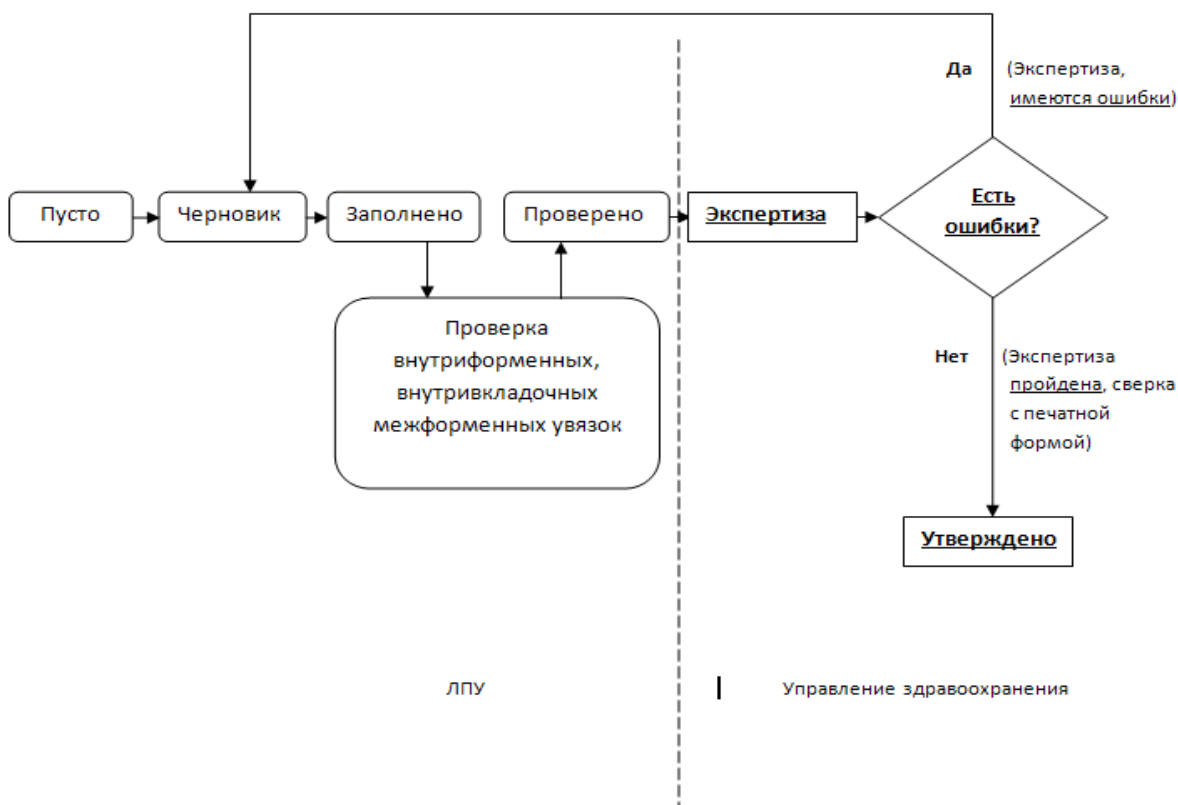 Да
(Экспертиза,
имеются ошибки)
Пусто
Черновик
Заполнено
Проверено
Экспертиза
Есть
ошибки?
Проверка
внутриформенных,
внутривкладочных
межформенных увязок
Нет
(Экспертиза
пройдена, сверка
с печатной
формой)
Утверждено
ЛПУ
Управление здравоохранения